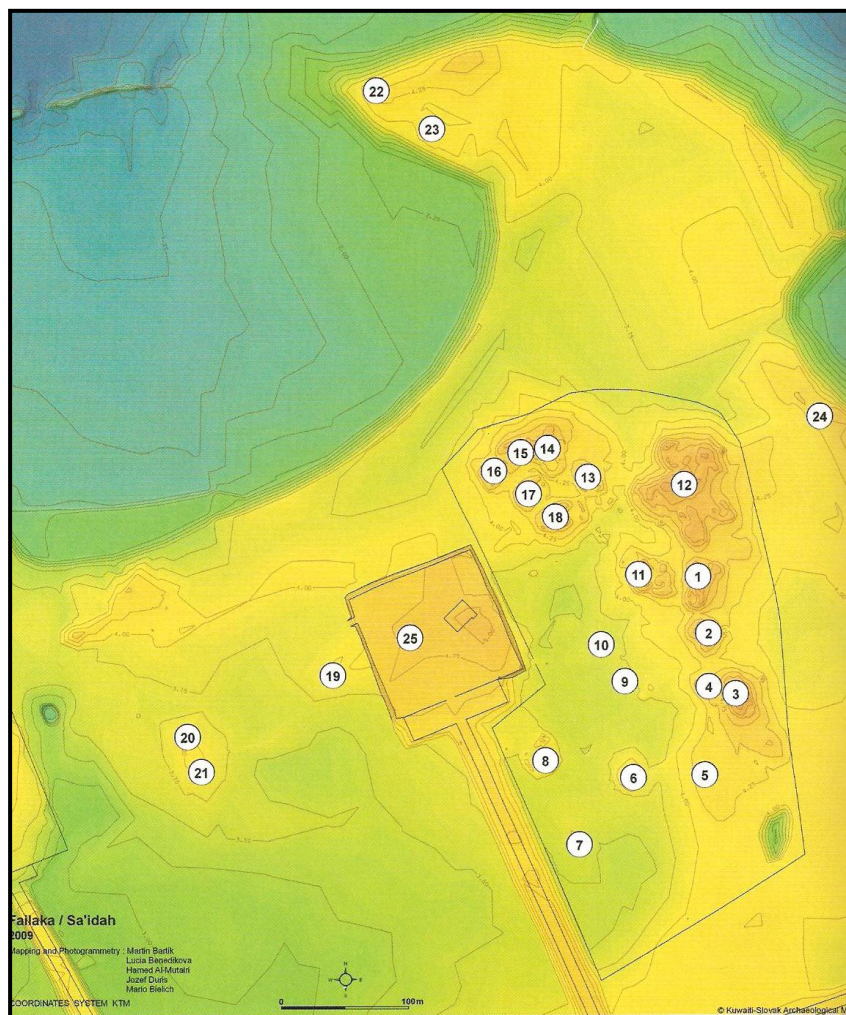 22
23
24
14
15
16
13
12
17
18
11
1
2
25
10
19
9
4
3
20
8
21
5
6
7
Failaka / Sa'idah
2009
Mapping and Photogrammetry : Martin Bartík
Lucia Benedikova
Hamed Al-Mutairi
Jozef Duris
Mario Bielich
COORDINATES SYSTEM KTM
N
W
E
S
0 100m
© Kuwaiti-Slovak Archaeological M